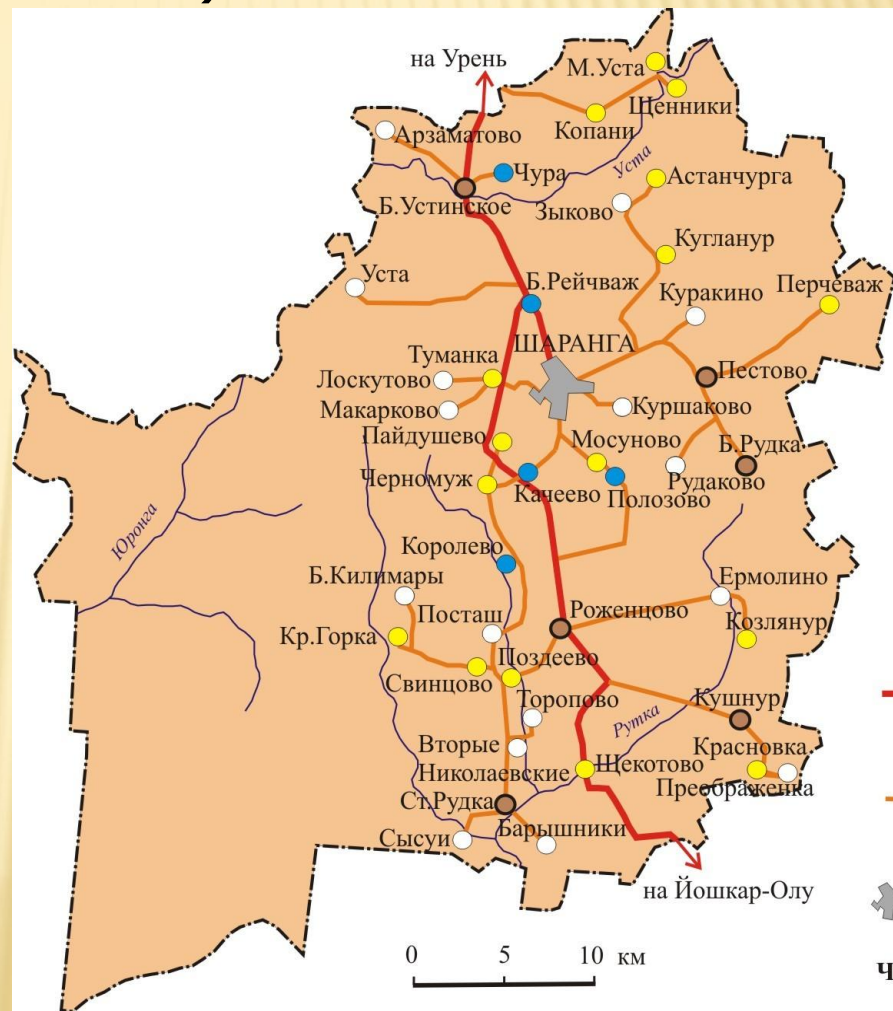 на Урень
М.Уста
Щенники
Копани
Арзаматово
Чура
Уста
Астанчурга
Б.Устинское
Зыково
Кугланур
Уста
Б.Рейчваж
Куракино
Перчеваж
ШАРАНГА
Туманка
Лоскутово
Пестово
Макарково
Куршаково
Пайдушево
Мосуново
Б.Рудка
Черномуж
Качеево
Рудаково
Полозово
Юронга
Королево
Б.Килимары
Ермолино
Посташ
Роженцово
Козлянур
Кр.Горка
Поздеево
Свинцово
Торопово
Кушнур
Рутка
Вторые
Николаевские
Красновка
Щекотово
Преображенка
Ст.Рудка
Сысуи
Барышники
на Йошкар-Олу
0 5 10 км